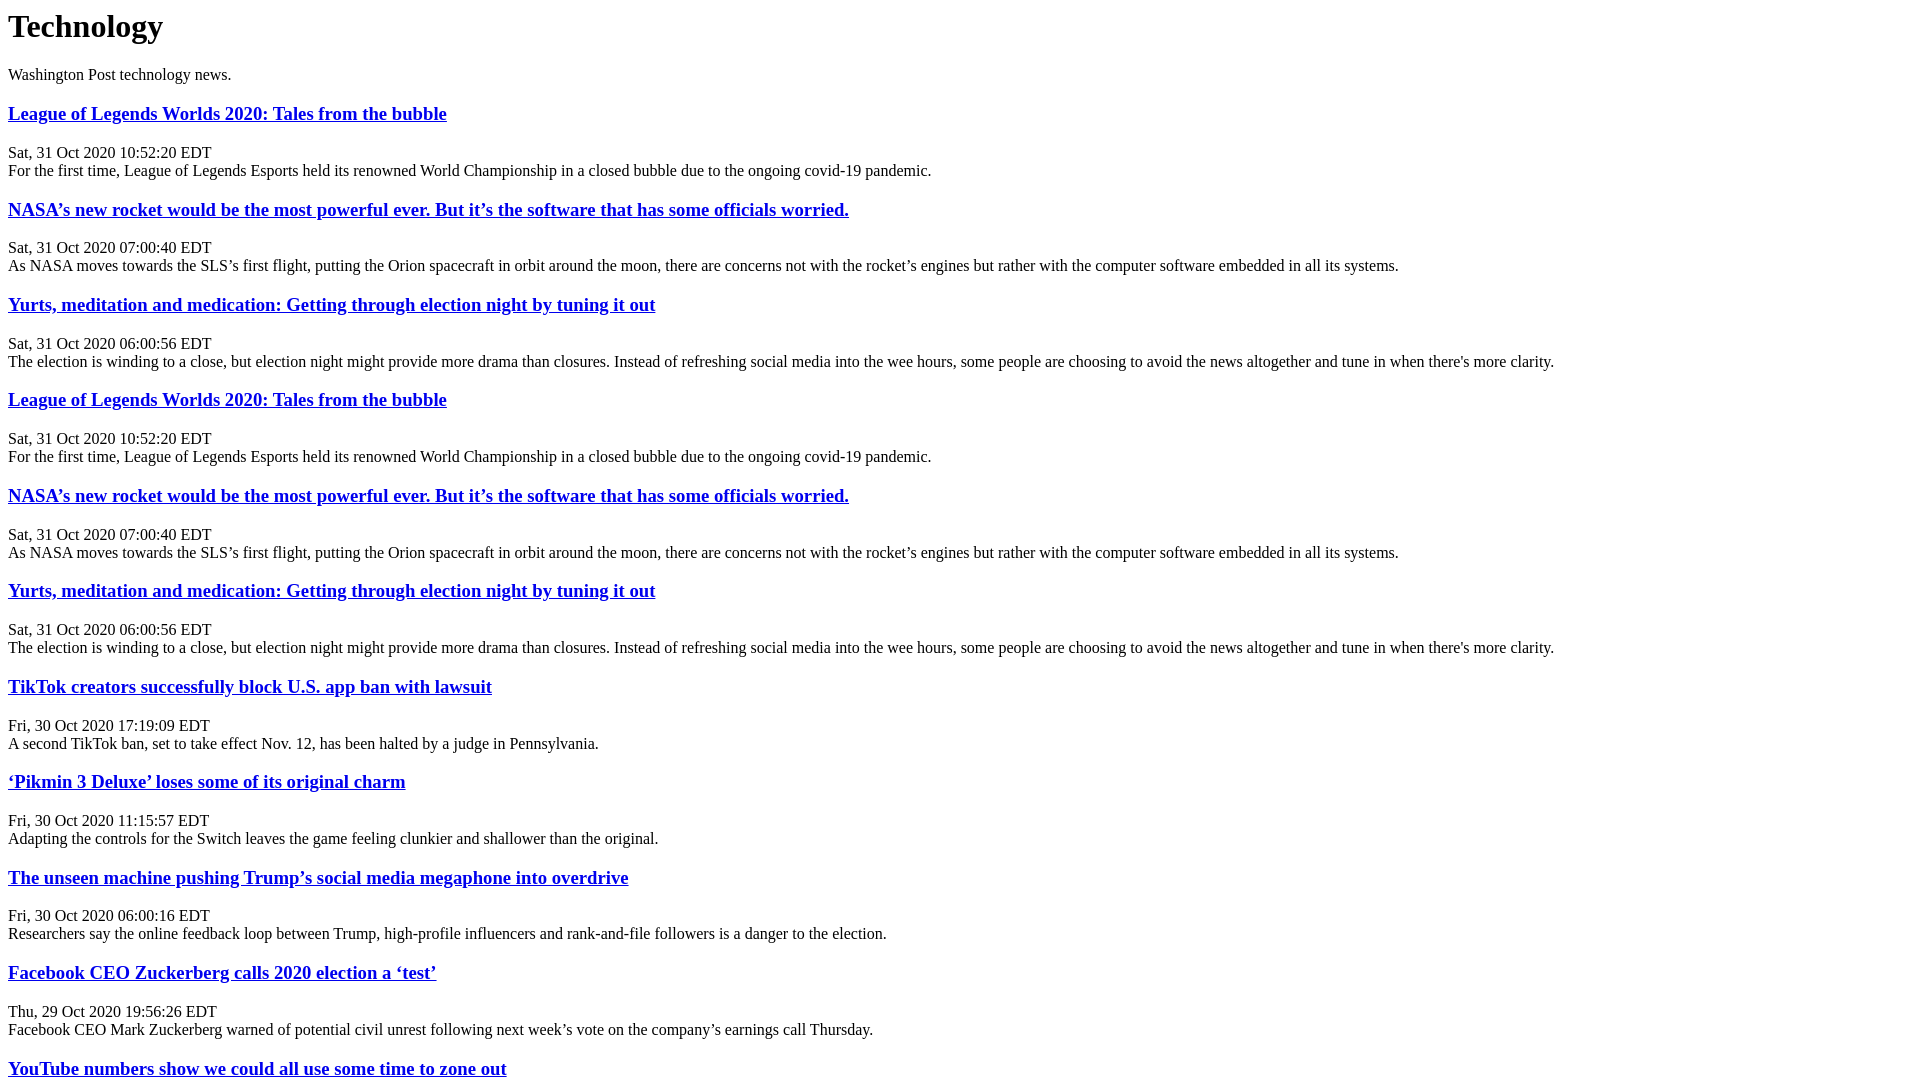 Technology
Washington Post technology news.
League of Legends Worlds 2020: Tales from the bubble
Sat, 31 Oct 2020 10:52:20 EDT
For the first time, League of Legends Esports held its renowned World Championship in a closed bubble due to the ongoing covid-19 pandemic.
NASA’s new rocket would be the most powerful ever. But it’s the software that has some officials worried.
Sat, 31 Oct 2020 07:00:40 EDT
As NASA moves towards the SLS’s first flight, putting the Orion spacecraft in orbit around the moon, there are concerns not with the rocket’s engines but rather with the computer software embedded in all its systems.
Yurts, meditation and medication: Getting through election night by tuning it out
Sat, 31 Oct 2020 06:00:56 EDT
The election is winding to a close, but election night might provide more drama than closures. Instead of refreshing social media into the wee hours, some people are choosing to avoid the news altogether and tune in when there's more clarity.
League of Legends Worlds 2020: Tales from the bubble
Sat, 31 Oct 2020 10:52:20 EDT
For the first time, League of Legends Esports held its renowned World Championship in a closed bubble due to the ongoing covid-19 pandemic.
NASA’s new rocket would be the most powerful ever. But it’s the software that has some officials worried.
Sat, 31 Oct 2020 07:00:40 EDT
As NASA moves towards the SLS’s first flight, putting the Orion spacecraft in orbit around the moon, there are concerns not with the rocket’s engines but rather with the computer software embedded in all its systems.
Yurts, meditation and medication: Getting through election night by tuning it out
Sat, 31 Oct 2020 06:00:56 EDT
The election is winding to a close, but election night might provide more drama than closures. Instead of refreshing social media into the wee hours, some people are choosing to avoid the news altogether and tune in when there's more clarity.
TikTok creators successfully block U.S. app ban with lawsuit
Fri, 30 Oct 2020 17:19:09 EDT
A second TikTok ban, set to take effect Nov. 12, has been halted by a judge in Pennsylvania.
‘Pikmin 3 Deluxe’ loses some of its original charm
Fri, 30 Oct 2020 11:15:57 EDT
Adapting the controls for the Switch leaves the game feeling clunkier and shallower than the original.
The unseen machine pushing Trump’s social media megaphone into overdrive
Fri, 30 Oct 2020 06:00:16 EDT
Researchers say the online feedback loop between Trump, high-profile influencers and rank-and-file followers is a danger to the election.
Facebook CEO Zuckerberg calls 2020 election a ‘test’
Thu, 29 Oct 2020 19:56:26 EDT
Facebook CEO Mark Zuckerberg warned of potential civil unrest following next week’s vote on the company’s earnings call Thursday.
YouTube numbers show we could all use some time to zone out